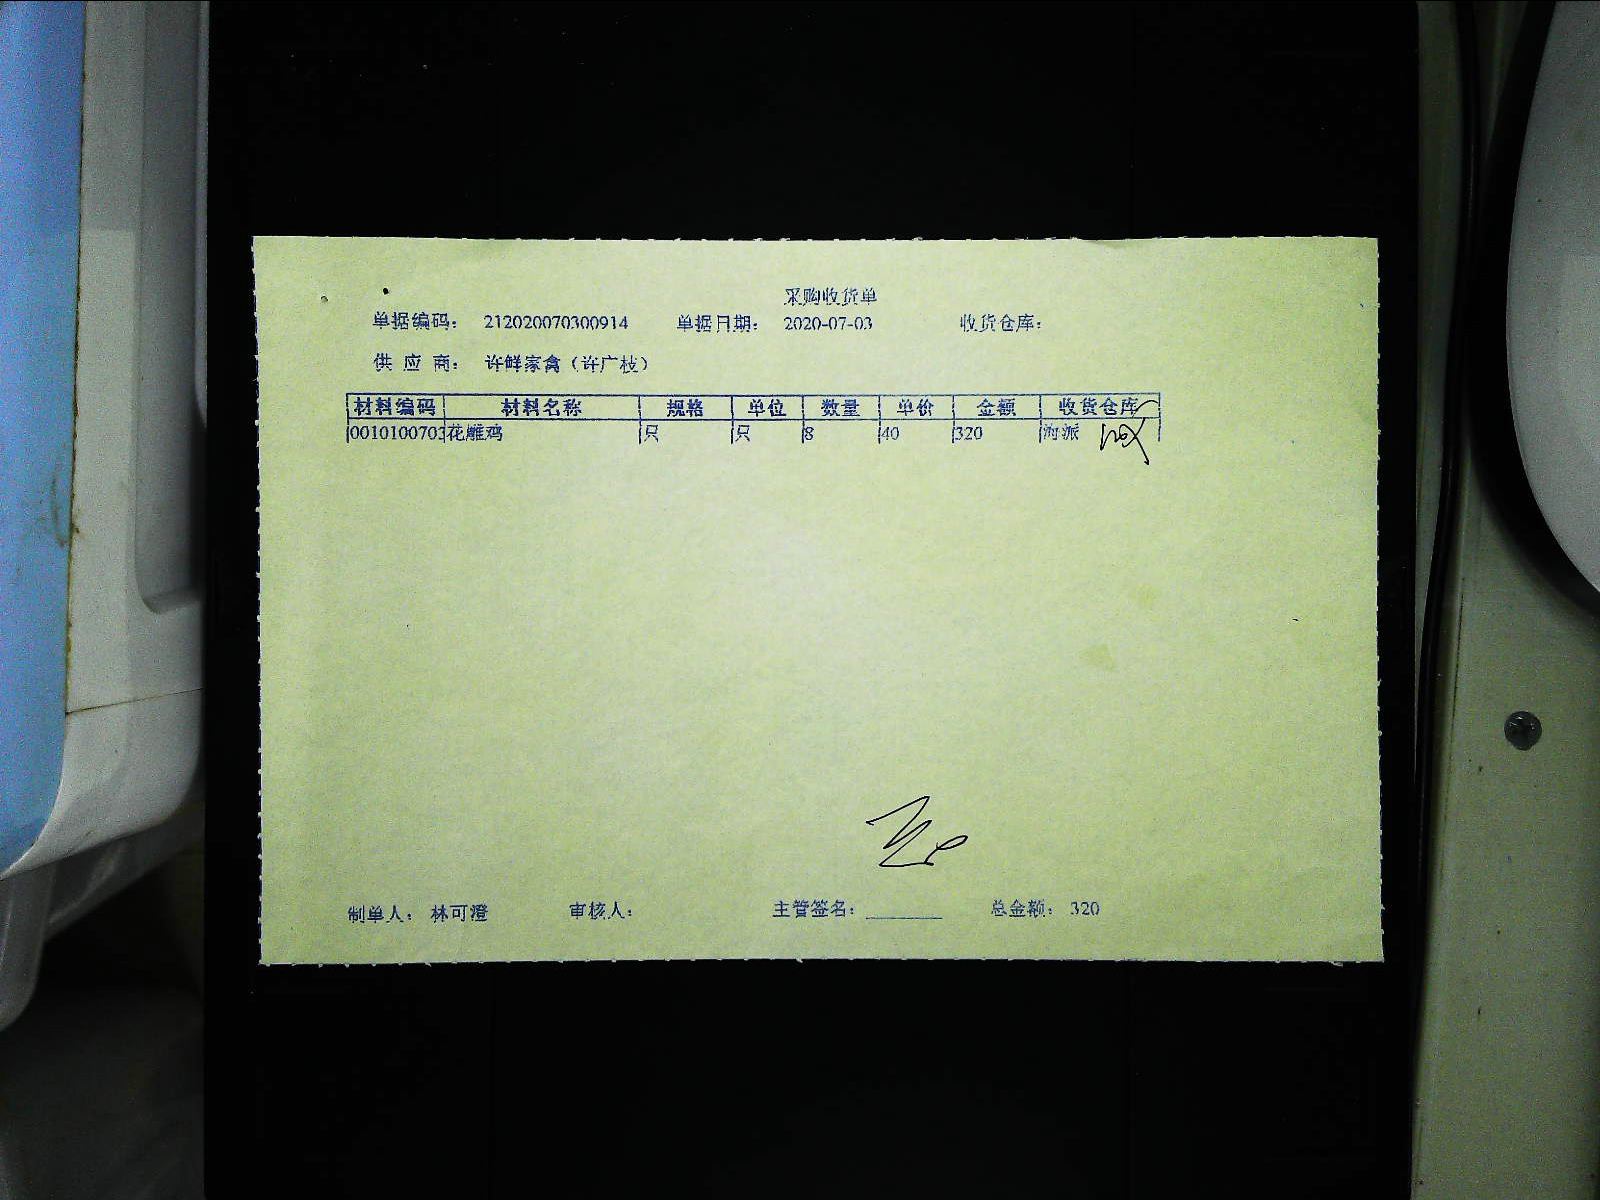 采购收货单
单据编码： 212020070300914 单据日期： 2020-07-03 收货仓库：
供 应 商： 许鲜家禽（许广枝）
材料编码 材料名称 规格 单位 数量 单价 金额 收货仓库
0010100703 花雕鸡 只 只 8 40 320 海派
制单人： 林可澄 审核人： 主管签名： 总金额： 320